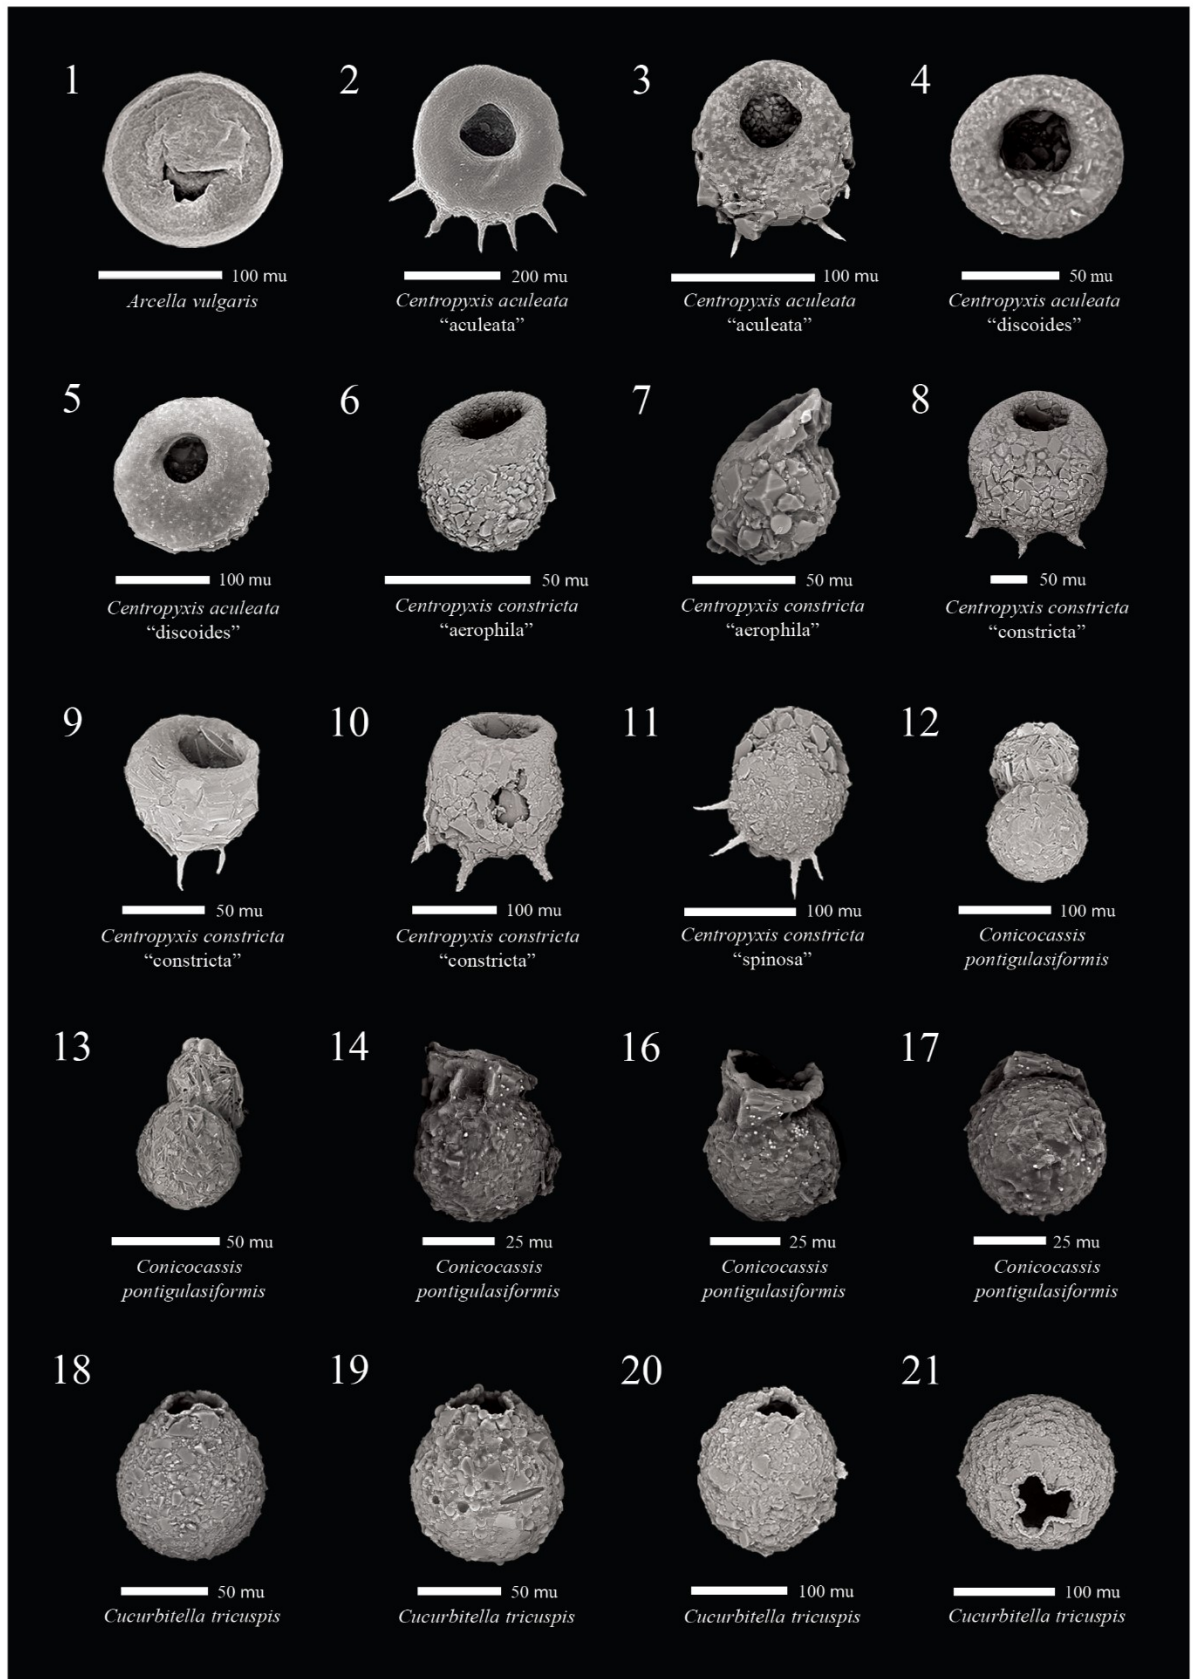 1
2
3
4
100 mu
200 mu
100 mu
50 mu
Arcella vulgaris
Centropyxis aculeata
“aculeata”
Centropyxis aculeata
“aculeata”
Centropyxis aculeata
“discoides”
5
6
7
8
100 mu
50 mu
50 mu
50 mu
Centropyxis aculeata
“discoides”
Centropyxis constricta
“aerophila”
Centropyxis constricta
“aerophila”
Centropyxis constricta
“constricta”
9
10
11
12
50 mu
100 mu
100 mu
100 mu
Centropyxis constricta
“constricta”
Centropyxis constricta
“constricta”
Centropyxis constricta
“spinosa”
Conicocassis
pontigulasiformis
13
14
16
17
50 mu
25 mu
25 mu
25 mu
Conicocassis
pontigulasiformis
Conicocassis
pontigulasiformis
Conicocassis
pontigulasiformis
Conicocassis
pontigulasiformis
18
19
20
21
50 mu
50 mu
100 mu
100 mu
Cucurbitella tricuspis
Cucurbitella tricuspis
Cucurbitella tricuspis
Cucurbitella tricuspis